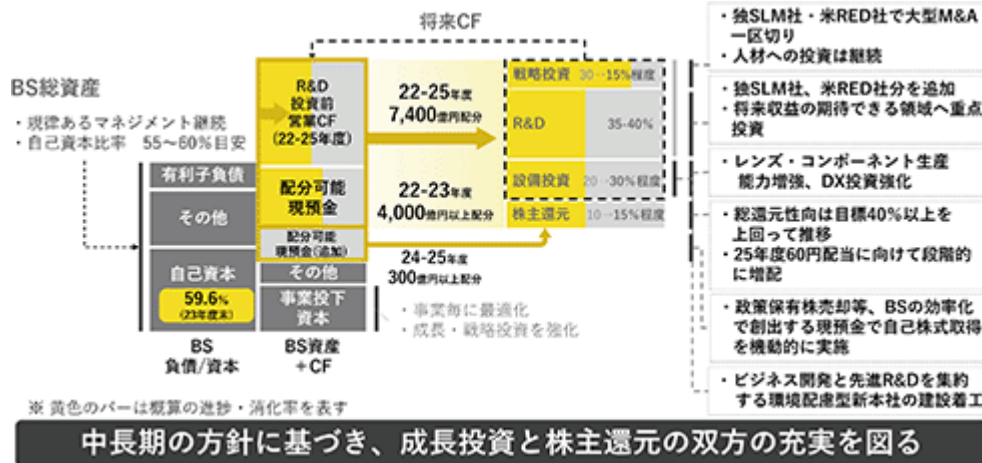 将来CF
BS総資産
・規律あるマネジメント継続
・自己資本比率 55～60%目安
有利子負債
その他
自己資本
59.6%
(23年度末)
BS
負債/資本
R&D
投資前
営業CF
(22-25年度)
配分可能
現預金
配分可能
現預金(追加)
その他
事業投下
資本
BS資産
+CF
22-25年度
7,400億円配分
22-23年度
4,000億円以上配分
24-25年度
300億円以上配分
・事業毎に最適化
・成長・戦略投資を強化
戦略投資 30→15%程度
R&D 35-40%
設備投資 20→30%程度
株主還元 10→15%程度
・独SLM社・米RED社で大型M&A
一区切り
・人材への投資は継続
・独SLM社、米RED社分を追加
・将来収益の期待できる領域へ重点
投資
・レンズ・コンポーネント生産
能力増強、DX投資強化
・総還元性向は目標40%以上を
上回って推移
・25年度60円配当に向けて段階的
に増配
・政策保有株売却等、BSの効率化
で創出する現預金で自己株式取得
を機動的に実施
・ビジネス開発と先進R&Dを集約
する環境配慮型新本社の建設着工
※ 黄色のバーは概算の進捗・消化率を表す
中長期の方針に基づき、成長投資と株主還元の双方の充実を図る